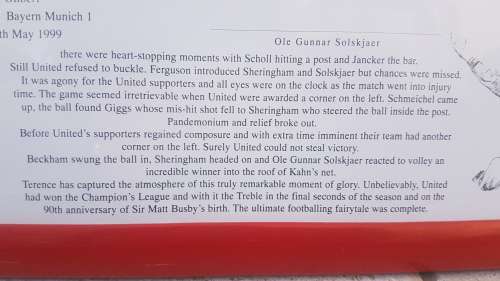 Bayern Munich 1
th May 1999
Ole Gunnar Solskjaer
there were heart-stopping moments with Scholl hitting a post and Jancker the bar.
Still United refused to buckle. Ferguson introduced Sheringham and Solskjaer but chances were missed.
It was agony for the United supporters and all eyes were on the clock as the match went into injury
time. The game seemed irretrievable when United were awarded a corner on the left. Schmeichel came
up, the ball found Giggs whose mis-hit shot fell to Sheringham who steered the ball inside the post.
Pandemonium and relief broke out.
Before United's supporters regained composure and with extra time imminent their team had another
corner on the left. Surely United could not steal victory.
Beckham swung the ball in, Sheringham headed on and Ole Gunnar Solskjaer reacted to volley an
incredible winner into the roof of Kahn's net.
Terence has captured the atmosphere of this truly remarkable moment of glory. Unbelievably, United
had won the Champion's League and with it the Treble in the final seconds of the season and on the
90th anniversary of Sir Matt Busby's birth. The ultimate footballing fairytale was complete.